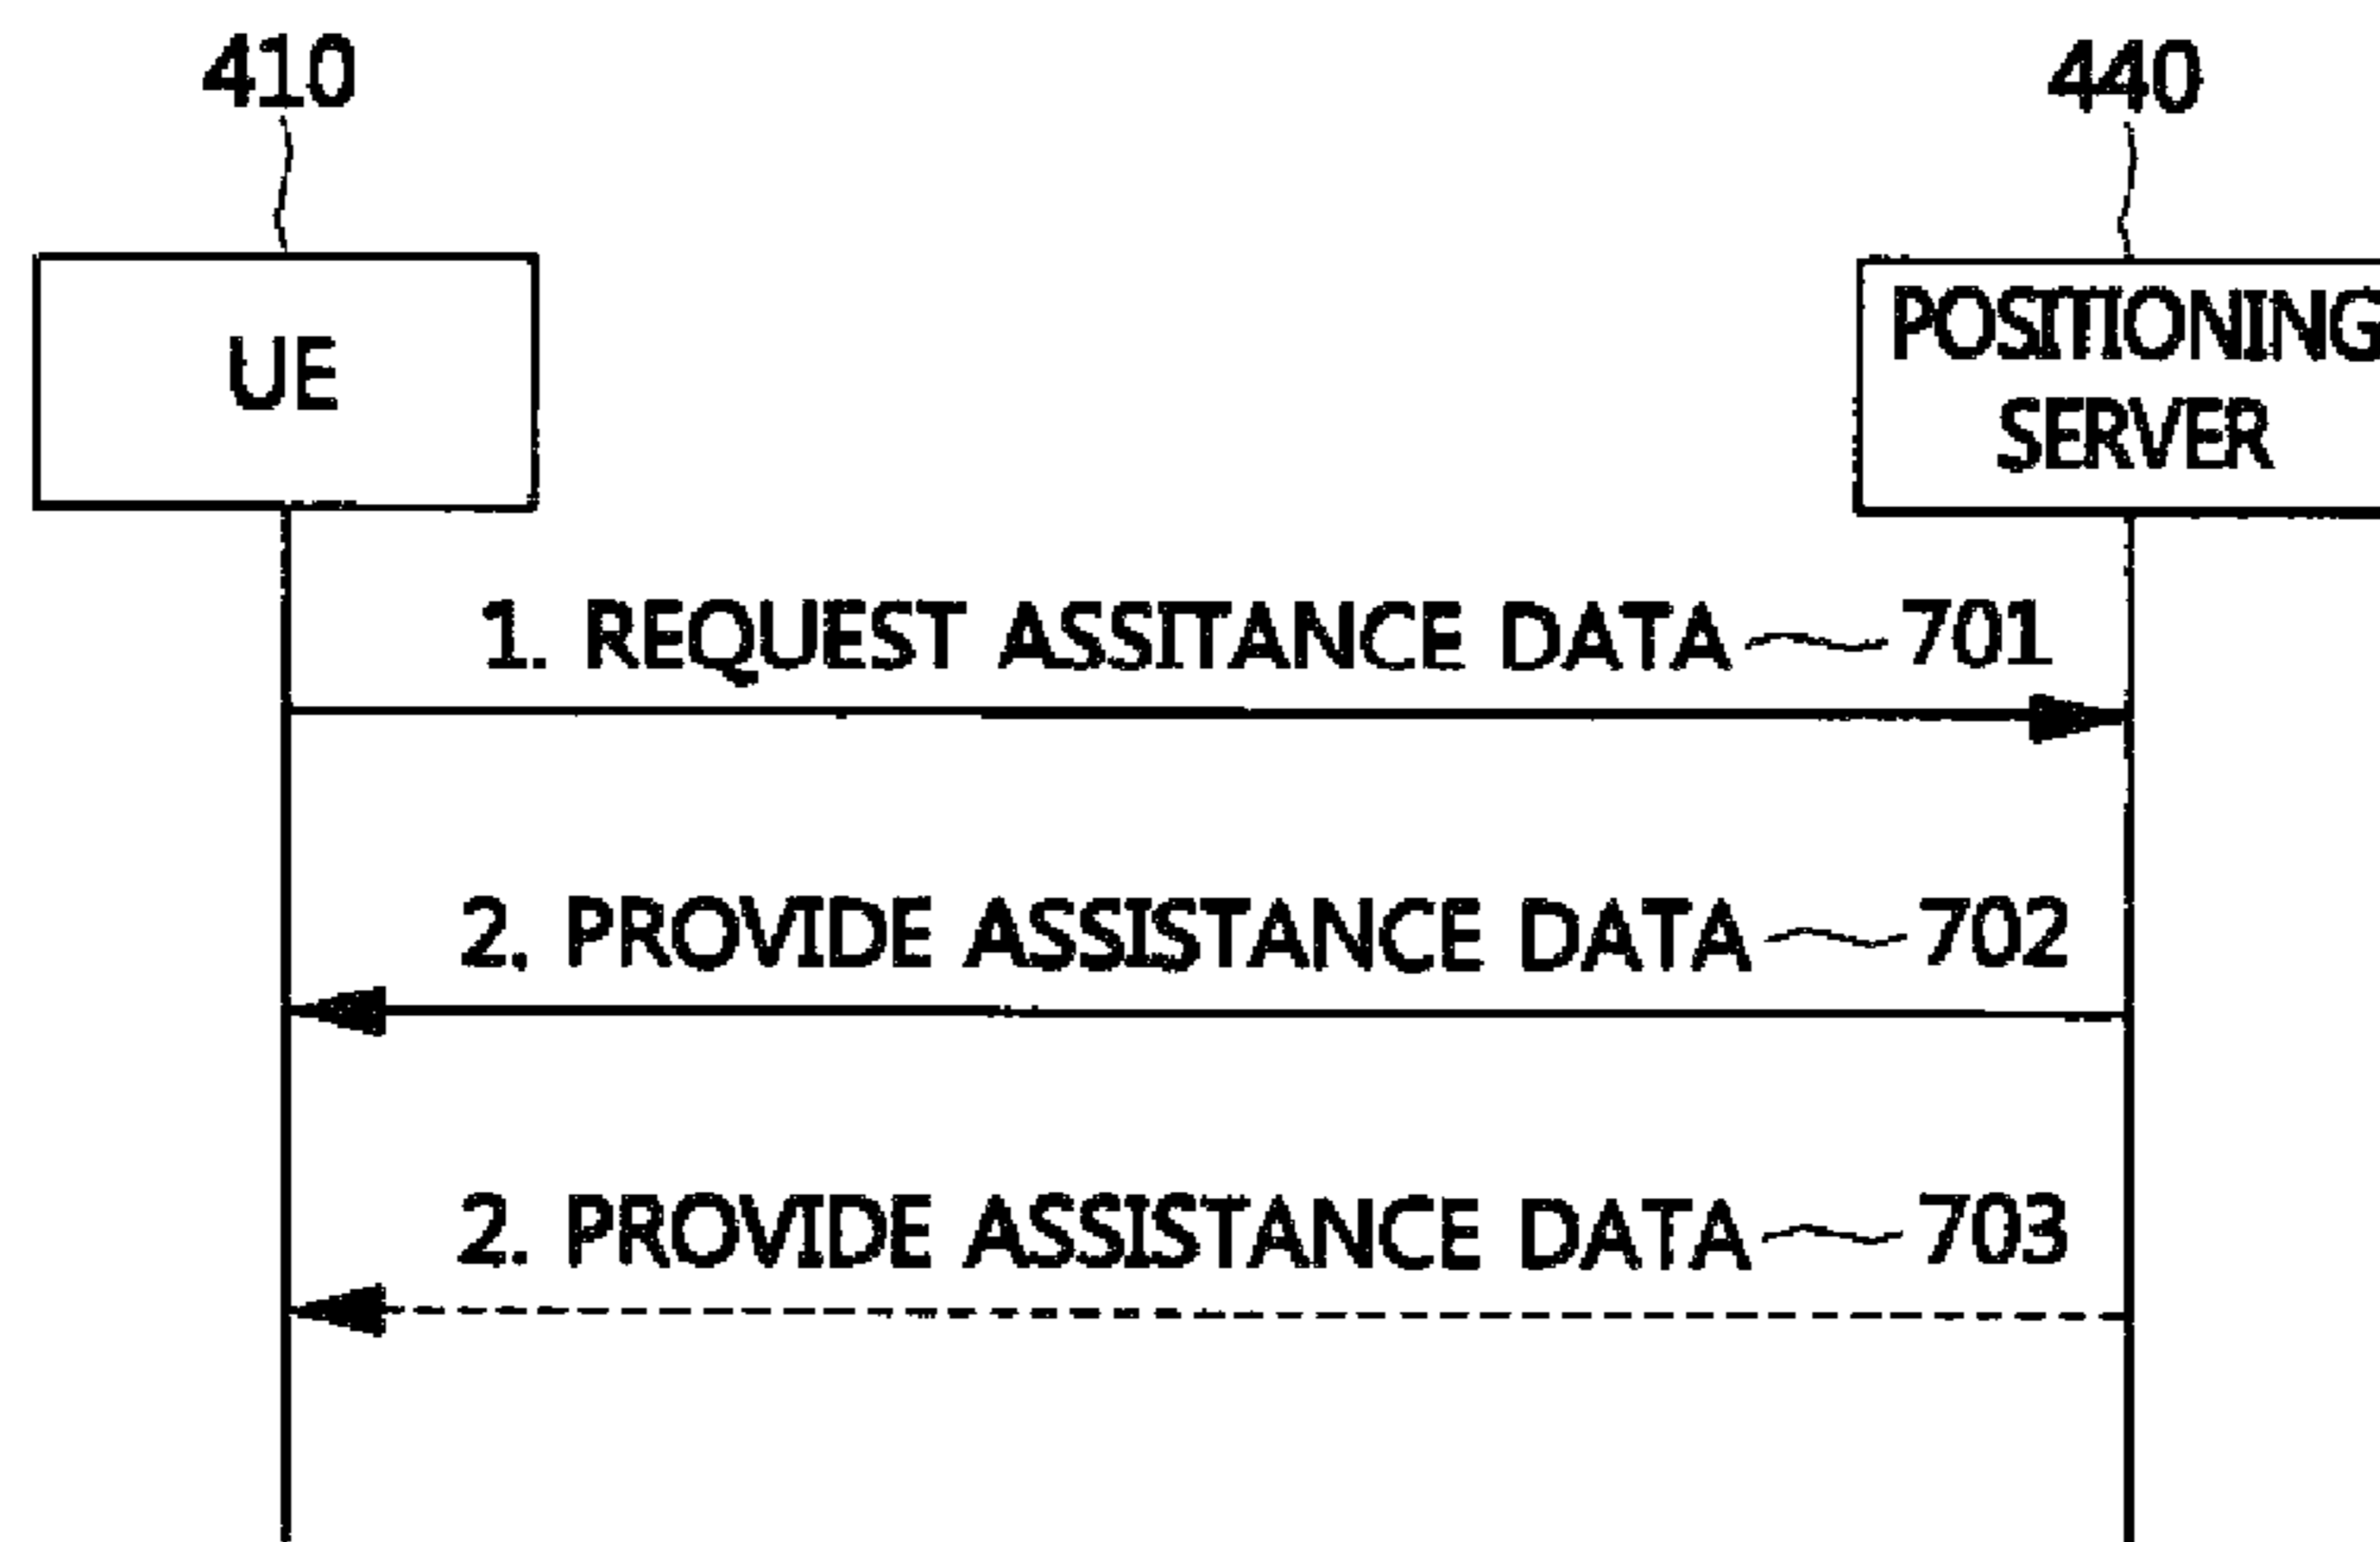 410
440
UE
POSITIONING
SERVER
1. REQUEST ASSITANCE DATA 701
2. PROVIDE ASSISTANCE DATA 702
2. PROVIDE ASSISTANCE DATA 703